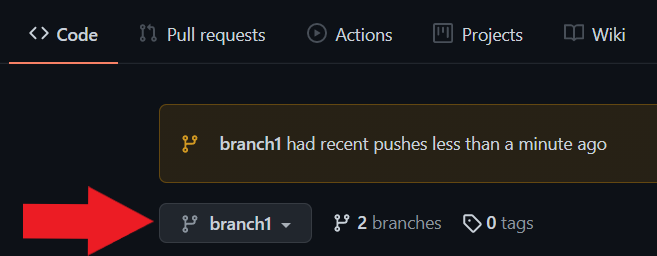 Code Pull requests Actions Projects Wiki
branch1 had recent pushes less than a minute ago
branch1 2 branches 0 tags